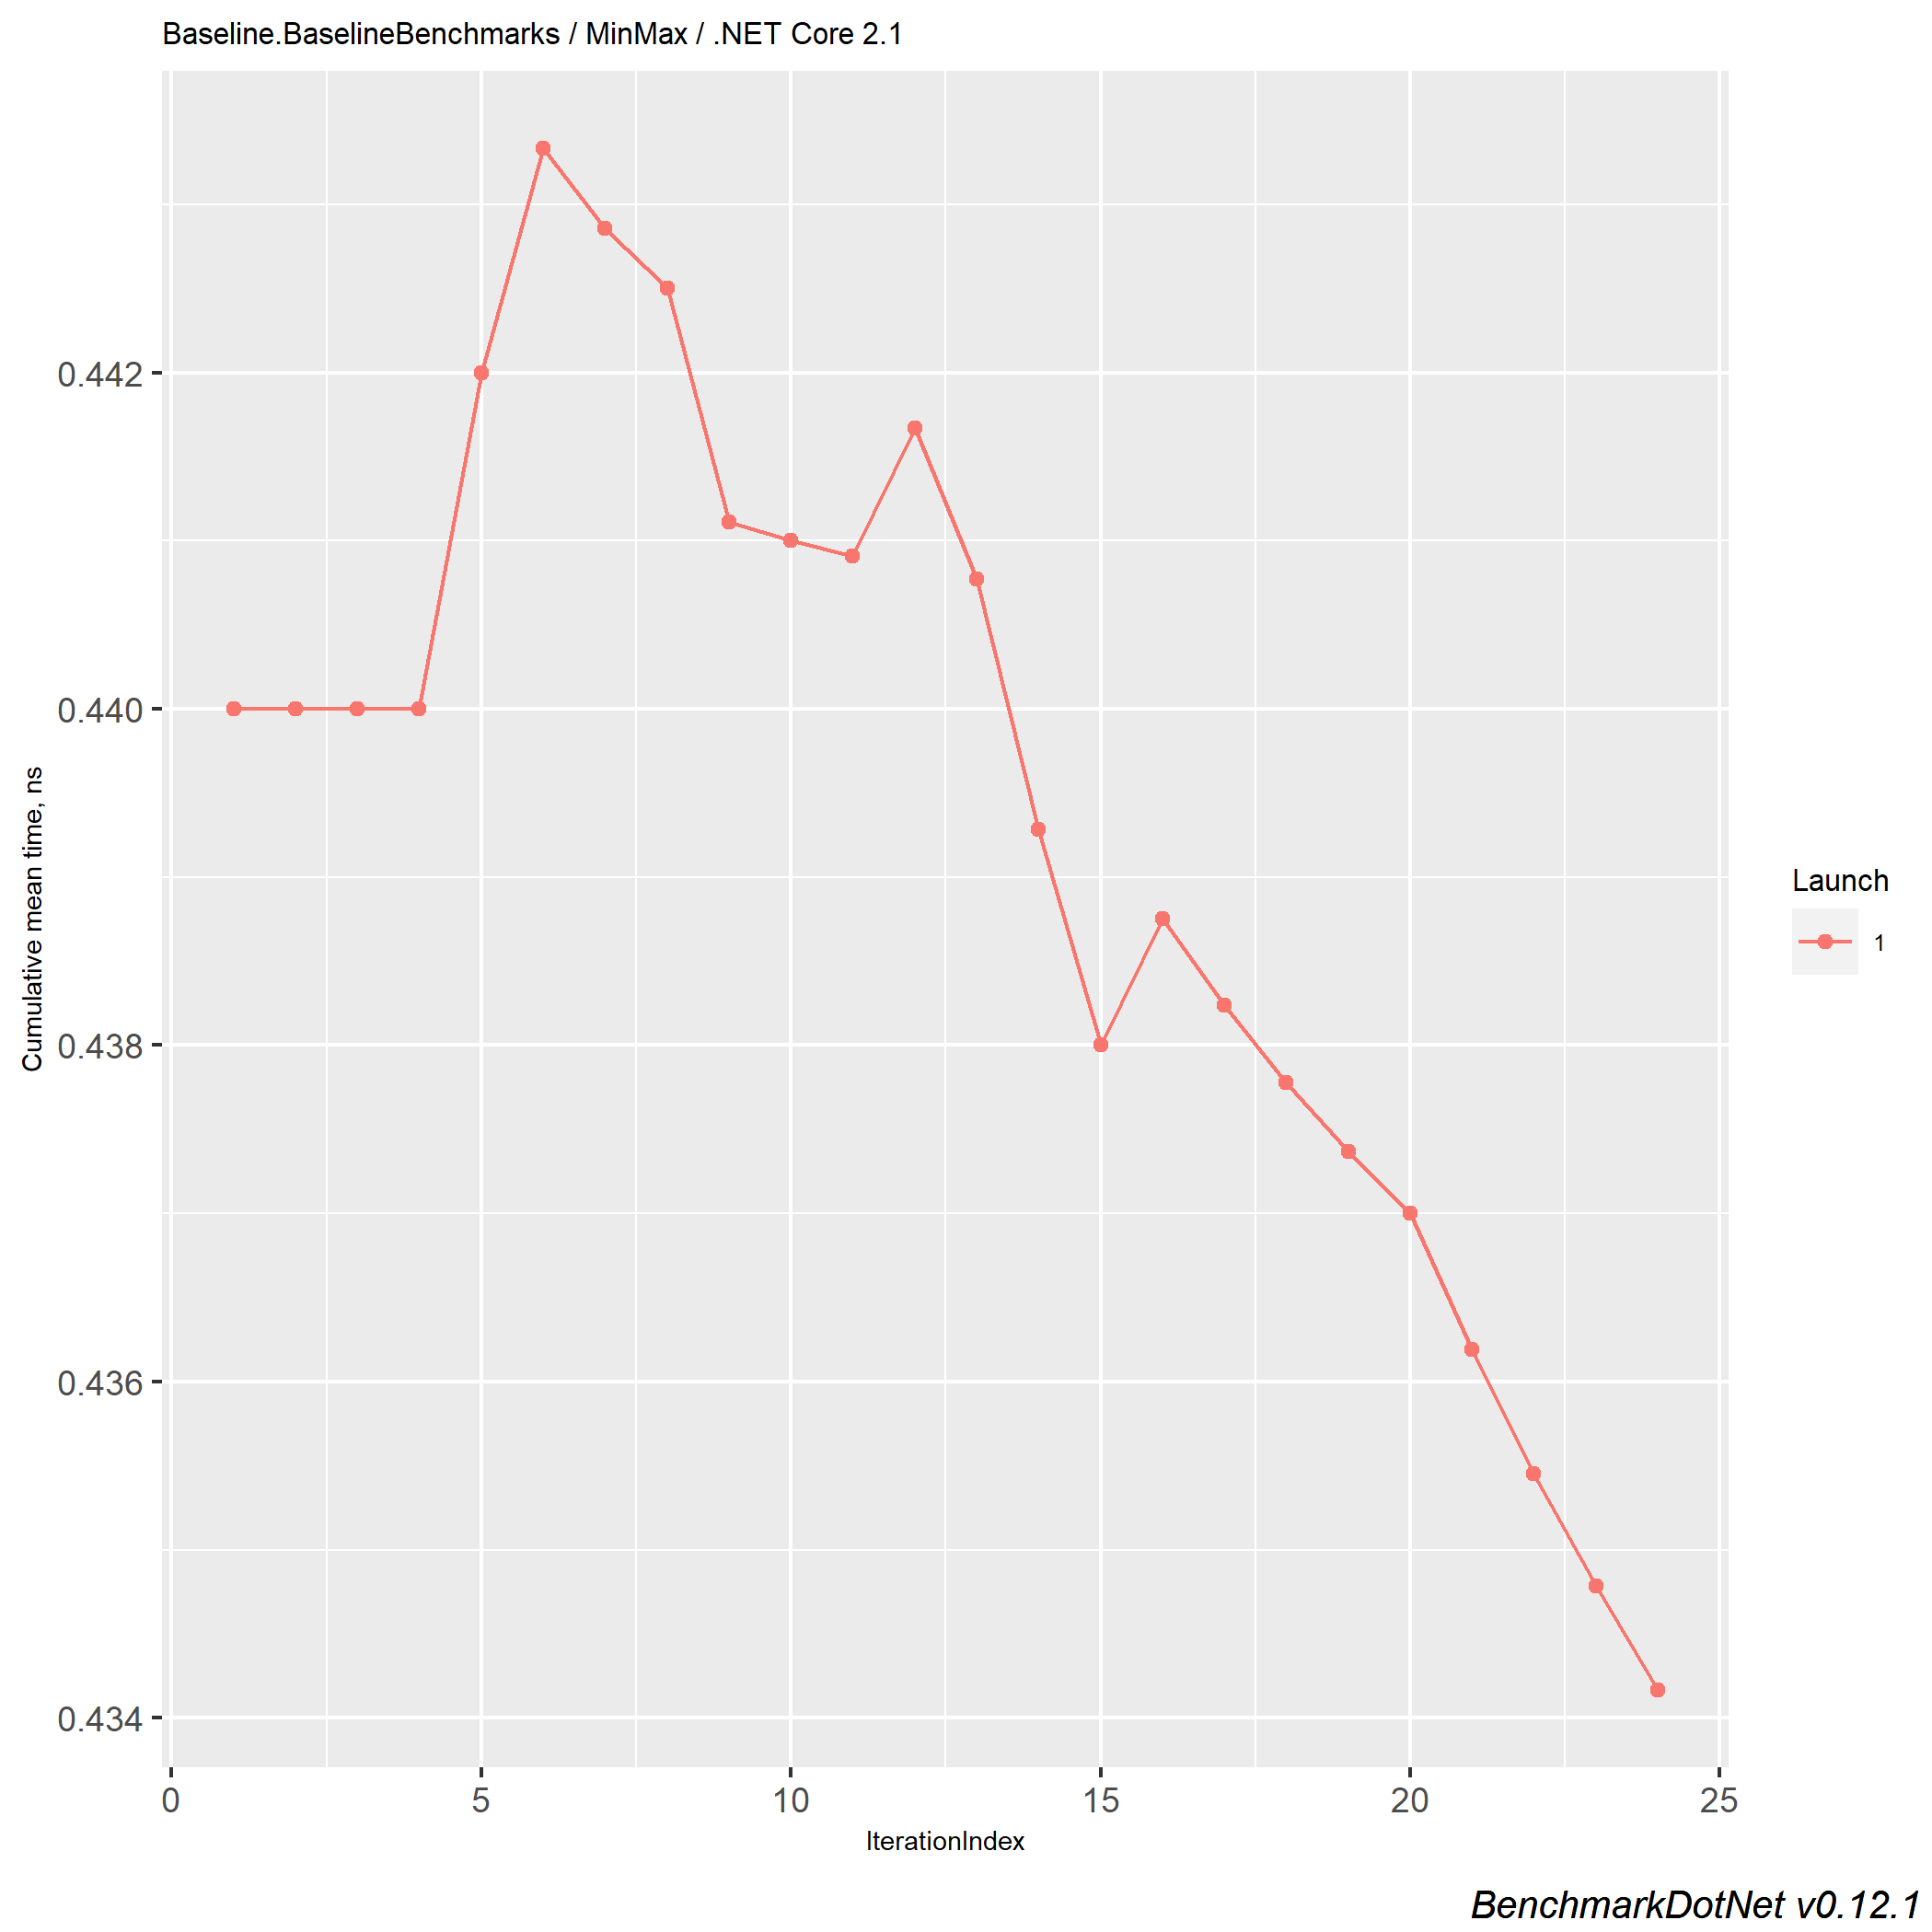 Baseline.BaselineBenchmarks / MinMax / .NET Core 2.1
0.442
0.440
0.438
0.436
0.434
Cumulative mean time, ns
0 5 10 15 20 25
IterationIndex
Launch
1
BenchmarkDotNet v0.12.1